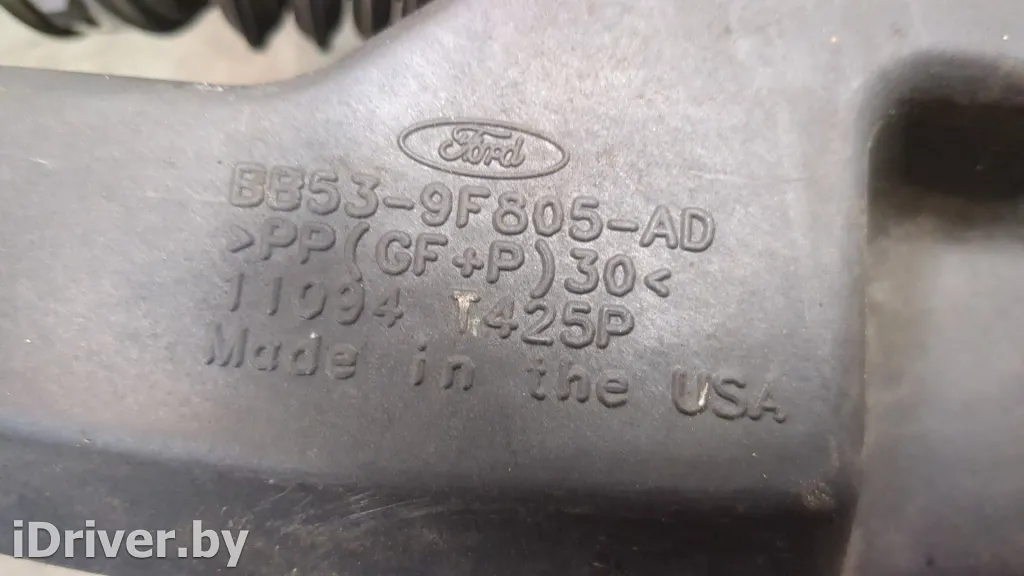 Ford
BB53-9F805-AD
>PP(GF+P)30<
11094 T425P
Made in the USA
iDriver.by